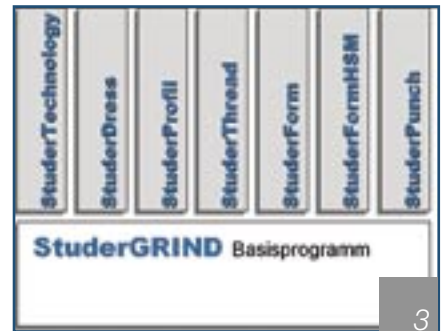 StuderTechnology
StuderDress
StuderProfil
StuderThread
StuderForm
StuderFormHSM
StuderPunch
StuderGRIND Basisprogramm
3